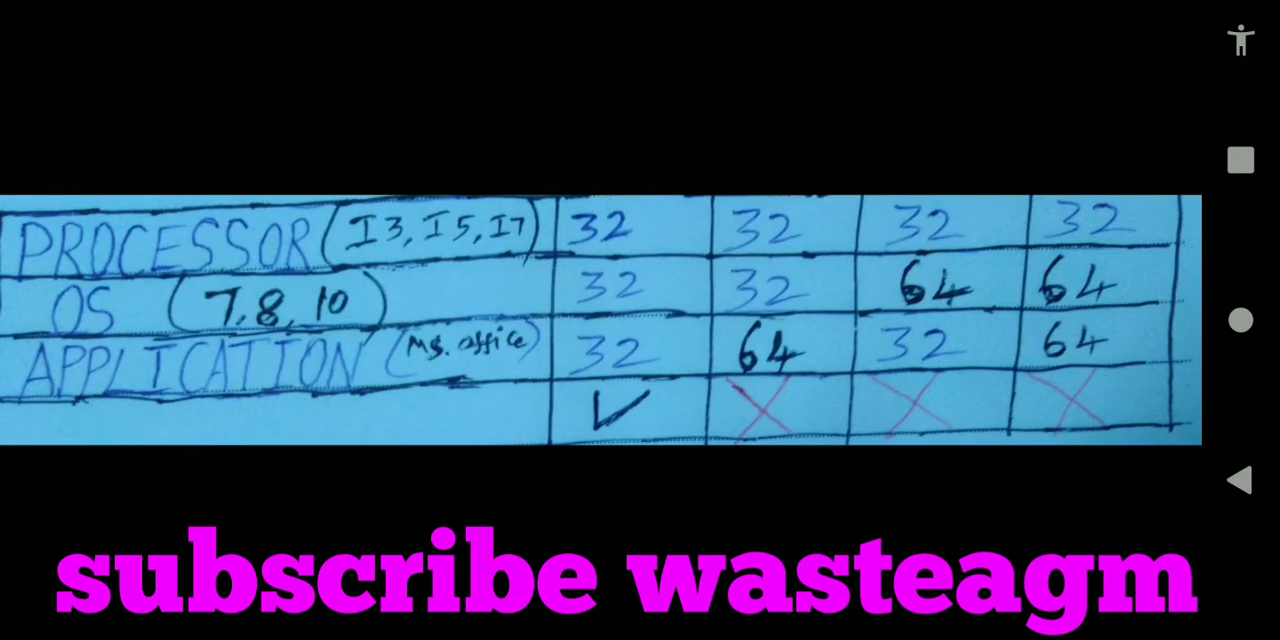 PROCESSOR (I3, I5, I7) 32 32 32 32
OS (7, 8, 10) 32 32 64 64
APPLICATION (MS. office) 32 64 32 64
subscribe wasteagm